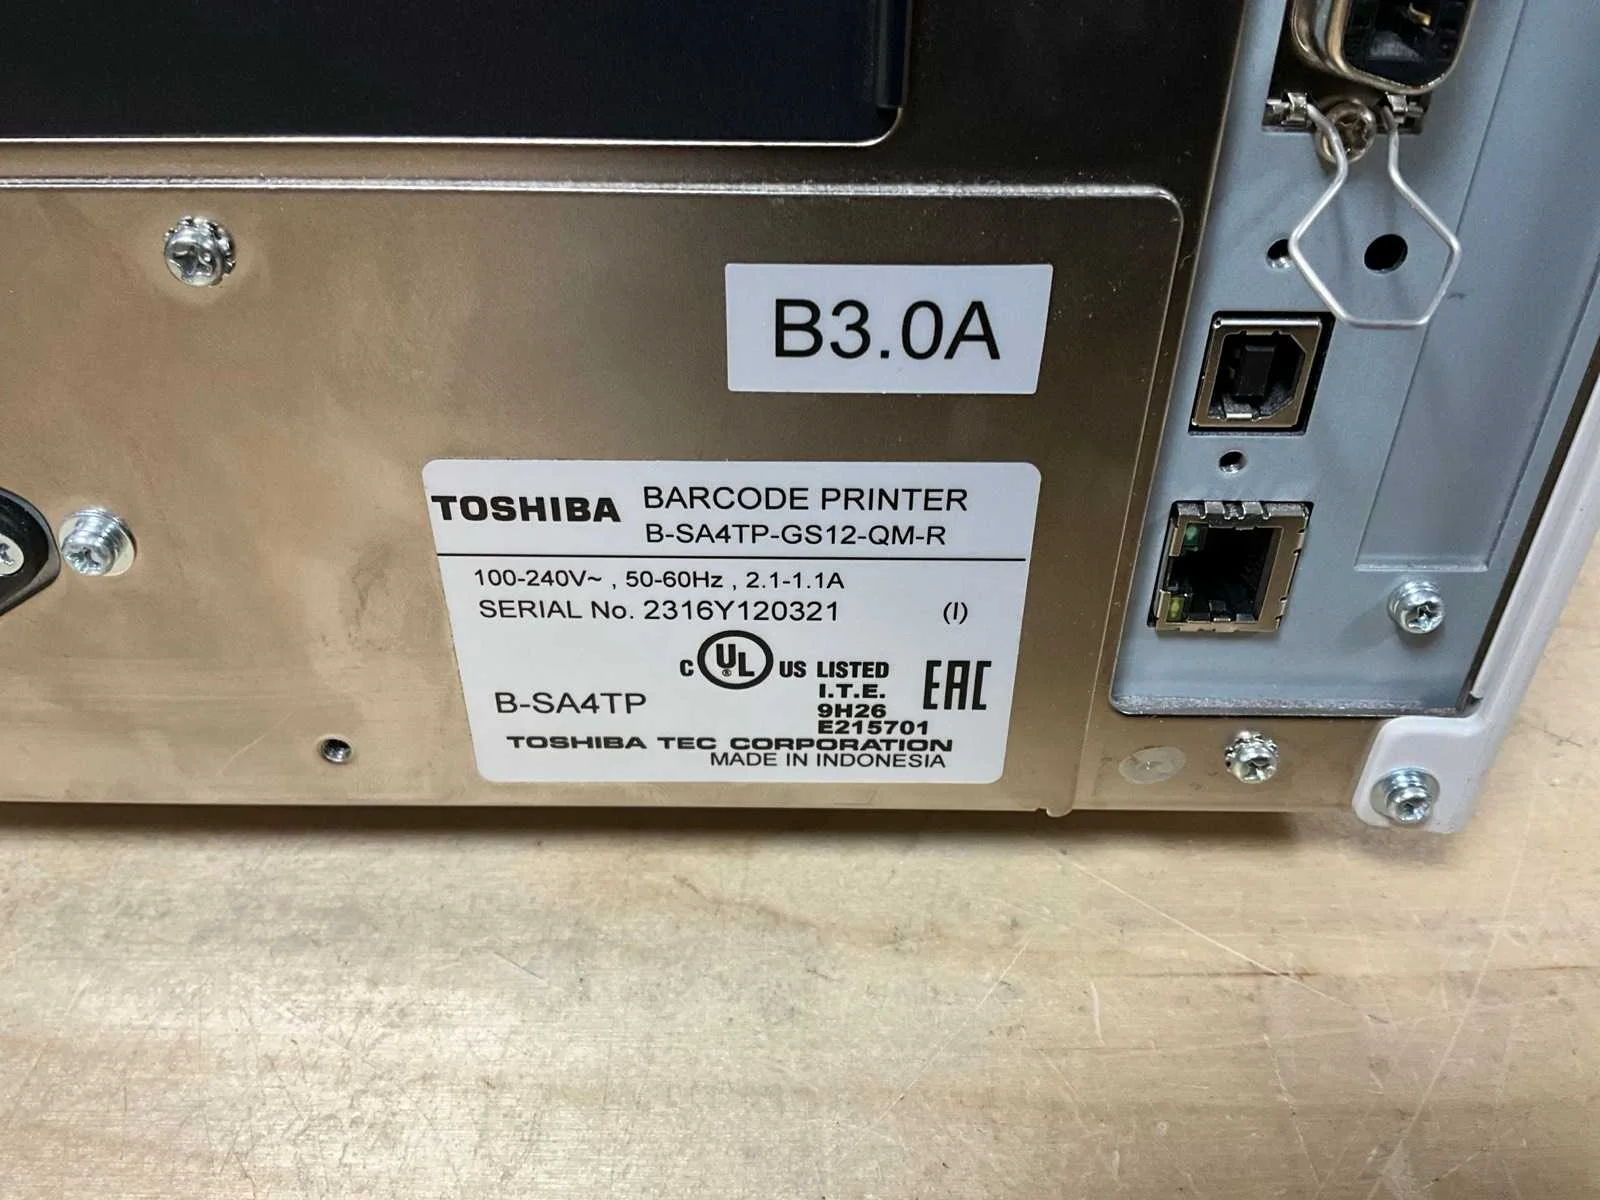 B3.0A
TOSHIBA BARCODE PRINTER
B-SA4TP-GS12-QM-R
100-240V~ , 50-60Hz , 2.1-1.1A
SERIAL No. 2316Y120321 (I)
C UL US LISTED
I.T.E.
9H26
E215701
EAC
B-SA4TP
TOSHIBA TEC CORPORATION
MADE IN INDONESIA